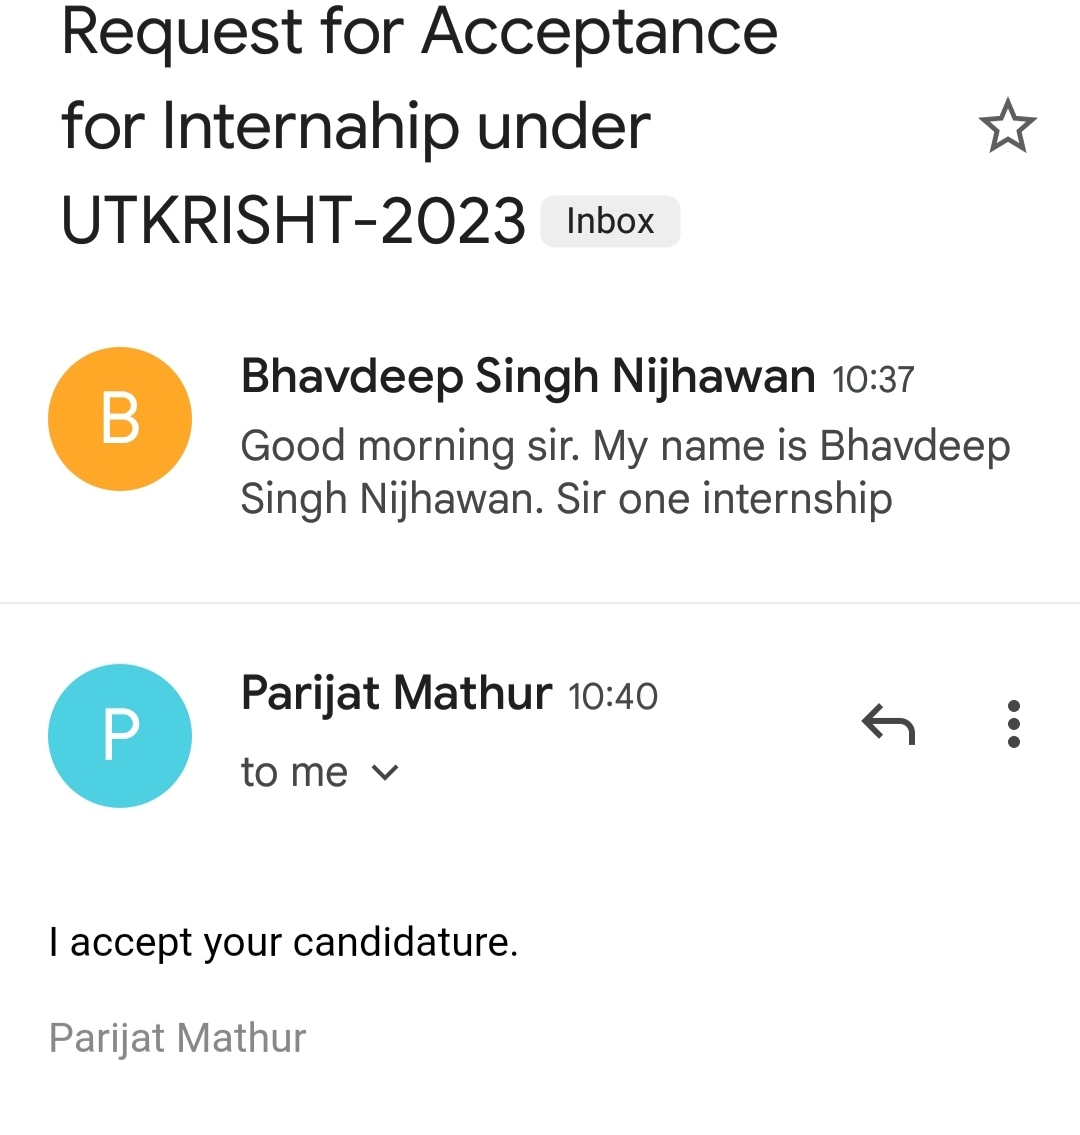 Request for Acceptance
for Internahip under
UTKRISHT-2023 Inbox
B
Bhavdeep Singh Nijhawan 10:37
Good morning sir. My name is Bhavdeep
Singh Nijhawan. Sir one internship
P
Parijat Mathur 10:40
to me
I accept your candidature.
Parijat Mathur